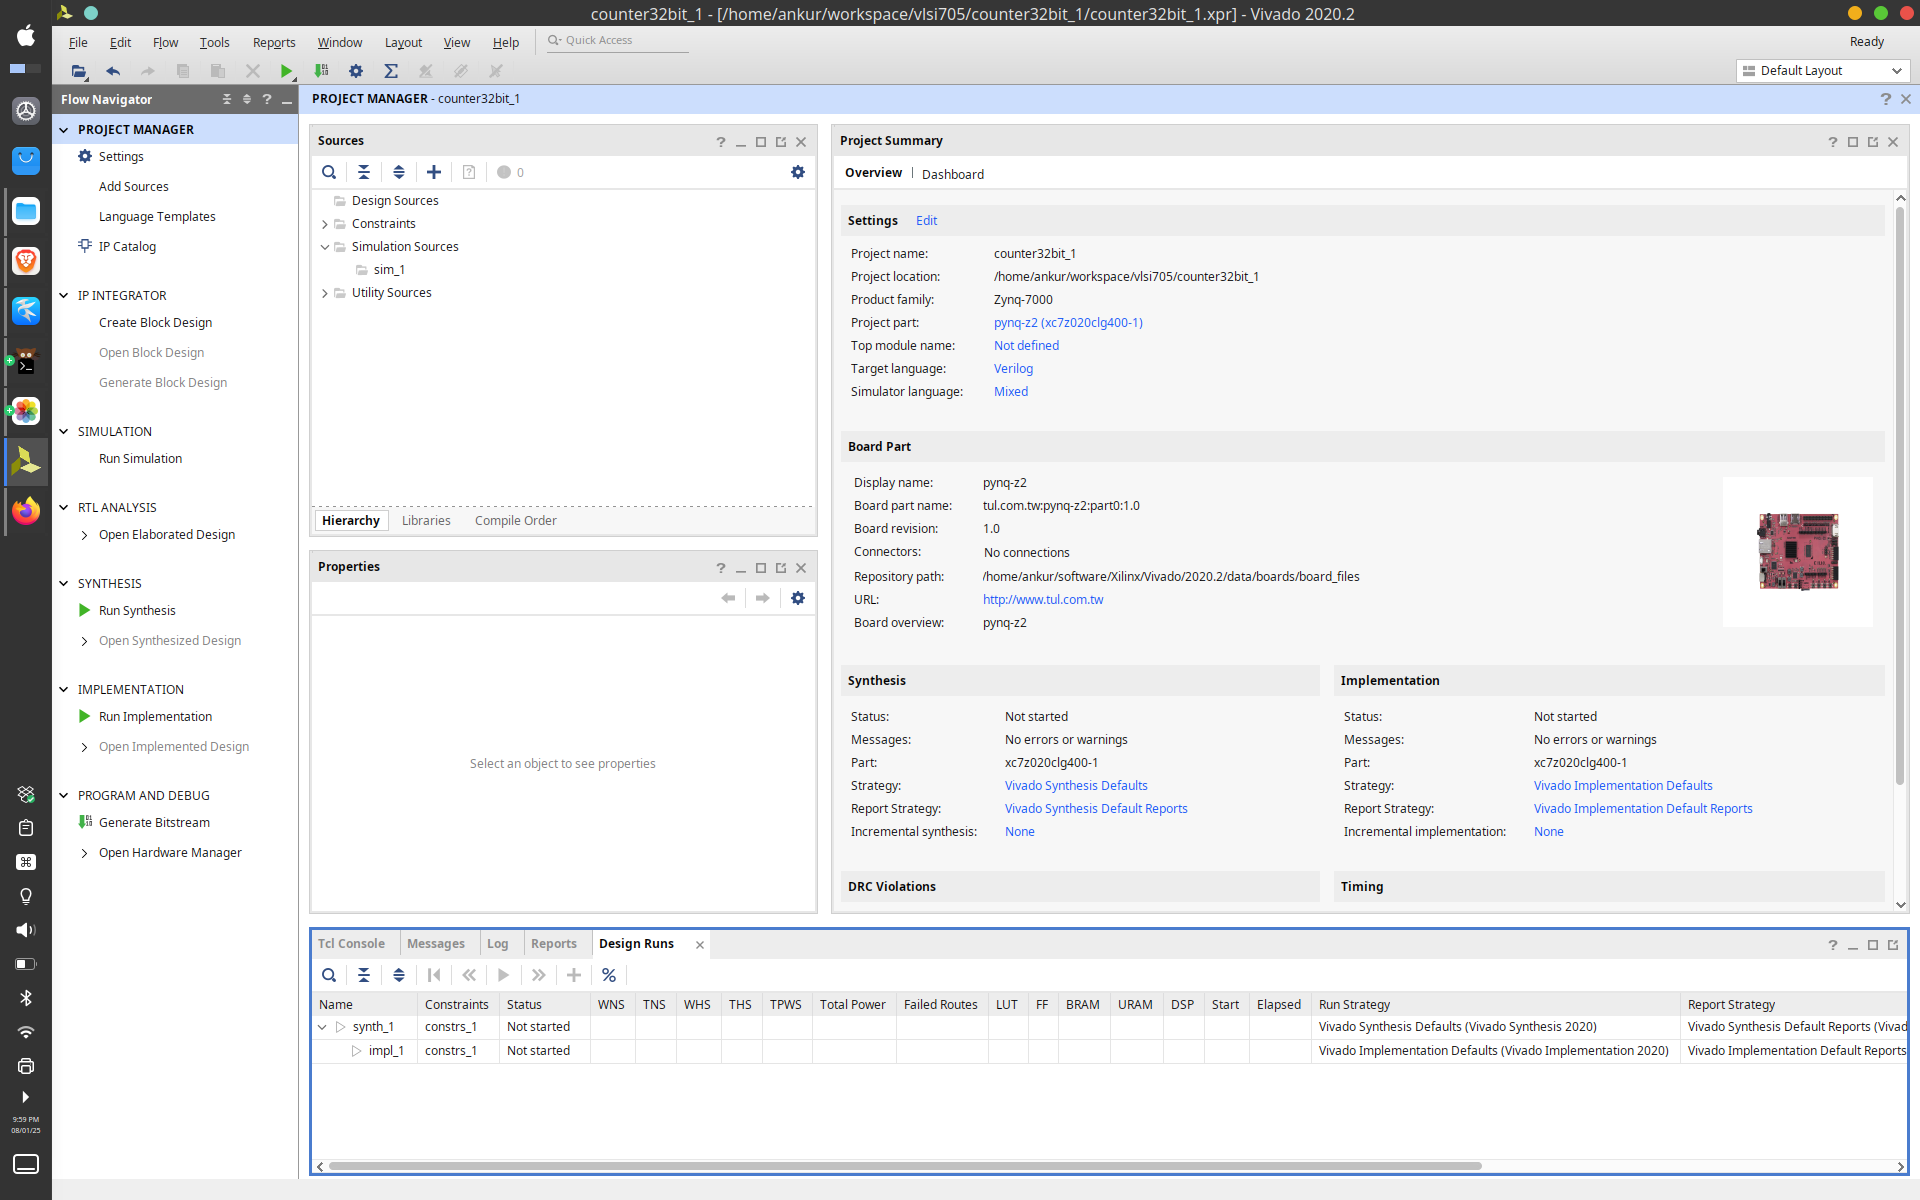 counter32bit_1 - [/home/ankur/workspace/vlsi705/counter32bit_1/counter32bit_1.xpr] - Vivado 2020.2
File Edit Flow Tools Reports Window Layout View Help Quick Access Ready
Default Layout
Flow Navigator
PROJECT MANAGER
Settings
Add Sources
Language Templates
IP Catalog
IP INTEGRATOR
Create Block Design
Open Block Design
Generate Block Design
SIMULATION
Run Simulation
RTL ANALYSIS
Open Elaborated Design
SYNTHESIS
Run Synthesis
Open Synthesized Design
IMPLEMENTATION
Run Implementation
Open Implemented Design
PROGRAM AND DEBUG
Generate Bitstream
Open Hardware Manager
9:59 PM
08/01/25
PROJECT MANAGER - counter32bit_1
Sources
0
Design Sources
Constraints
Simulation Sources
sim_1
Utility Sources
Hierarchy Libraries Compile Order
Properties
Select an object to see properties
Project Summary
Overview | Dashboard
Settings Edit
Project name: counter32bit_1
Project location: /home/ankur/workspace/vlsi705/counter32bit_1
Product family: Zynq-7000
Project part: pynq-z2 (xc7z020clg400-1)
Top module name: Not defined
Target language: Verilog
Simulator language: Mixed
Board Part
Display name: pynq-z2
Board part name: tul.com.tw:pynq-z2:part0:1.0
Board revision: 1.0
Connectors: No connections
Repository path: /home/ankur/software/Xilinx/Vivado/2020.2/data/boards/board_files
URL: http://www.tul.com.tw
Board overview: pynq-z2
Synthesis
Status: Not started
Messages: No errors or warnings
Part: xc7z020clg400-1
Strategy: Vivado Synthesis Defaults
Report Strategy: Vivado Synthesis Default Reports
Incremental synthesis: None
Implementation
Status: Not started
Messages: No errors or warnings
Part: xc7z020clg400-1
Strategy: Vivado Implementation Defaults
Report Strategy: Vivado Implementation Default Reports
Incremental implementation: None
DRC Violations
Timing
Tcl Console Messages Log Reports Design Runs
Name Constraints Status WNS TNS WHS THS TPWS Total Power Failed Routes LUT FF BRAM URAM DSP Start Elapsed Run Strategy Report Strategy
synth_1 constrs_1 Not started Vivado Synthesis Defaults (Vivado Synthesis 2020) Vivado Synthesis Default Reports (Vivad
impl_1 constrs_1 Not started Vivado Implementation Defaults (Vivado Implementation 2020) Vivado Implementation Default Reports